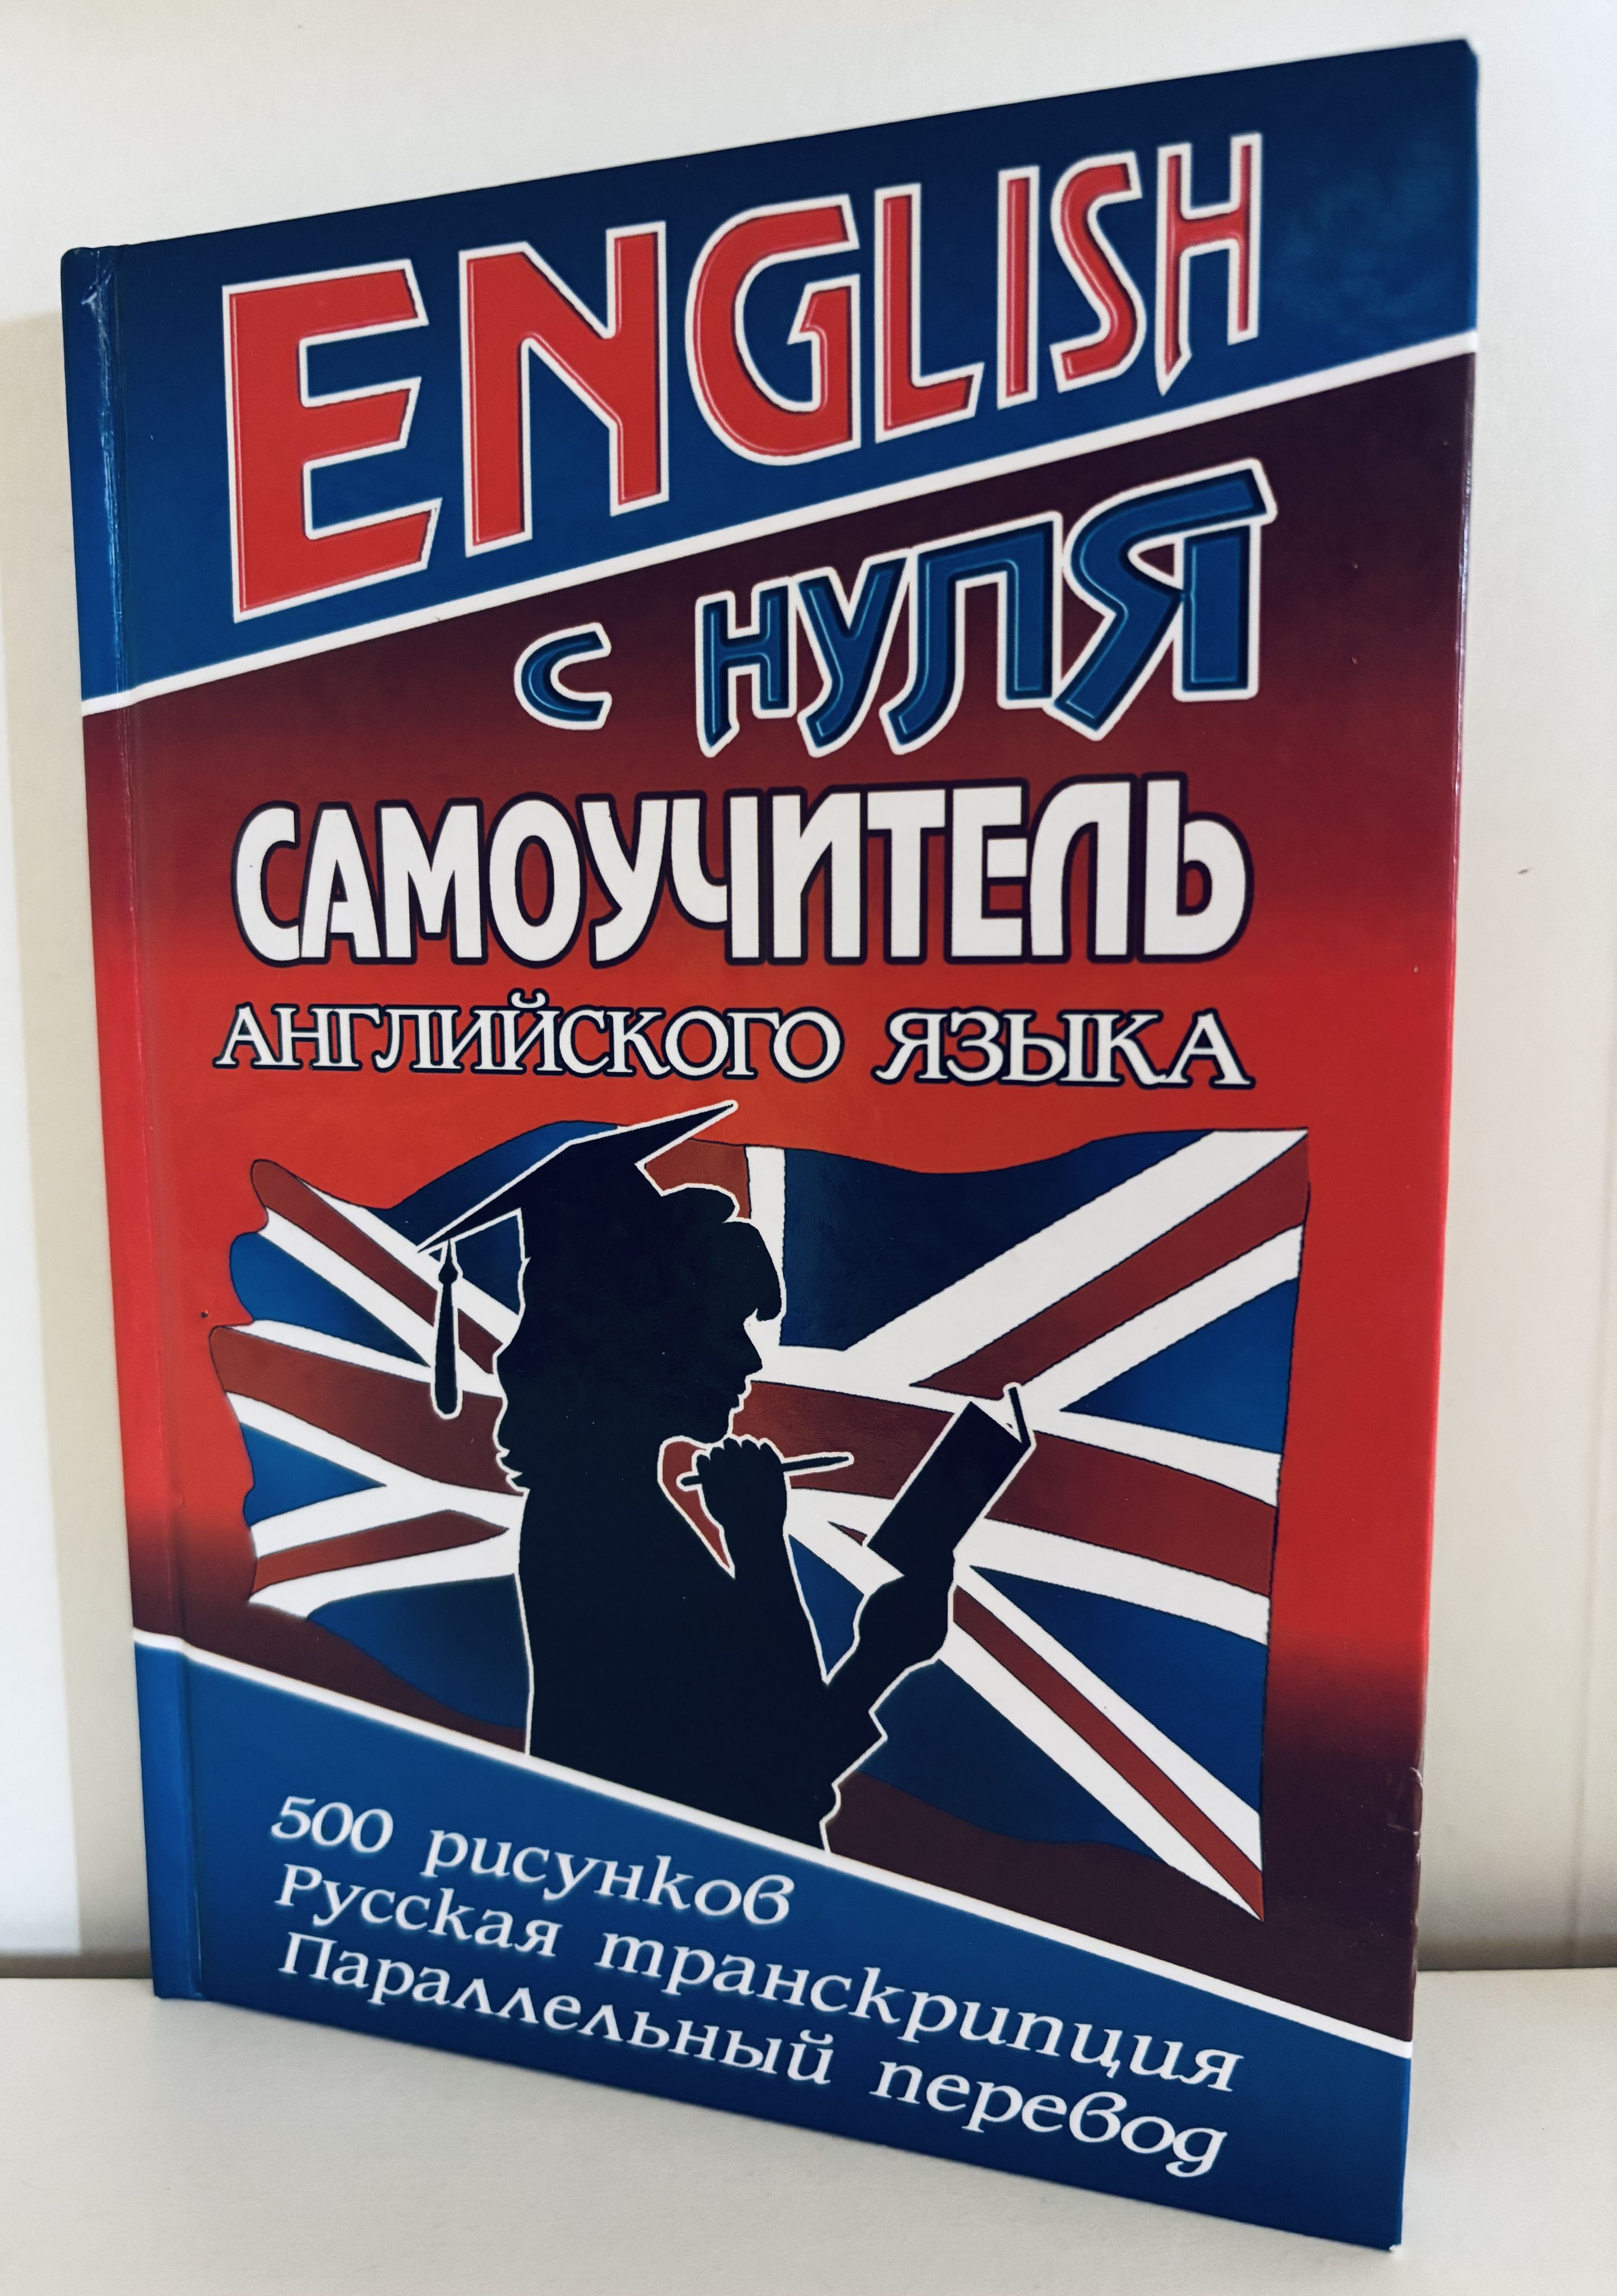 ENGLISH
с нуля
САМОУЧИТЕЛЬ
АНГЛИЙСКОГО ЯЗЫКА
500 рисунков
Русская транскрипция
Параллельный перевод